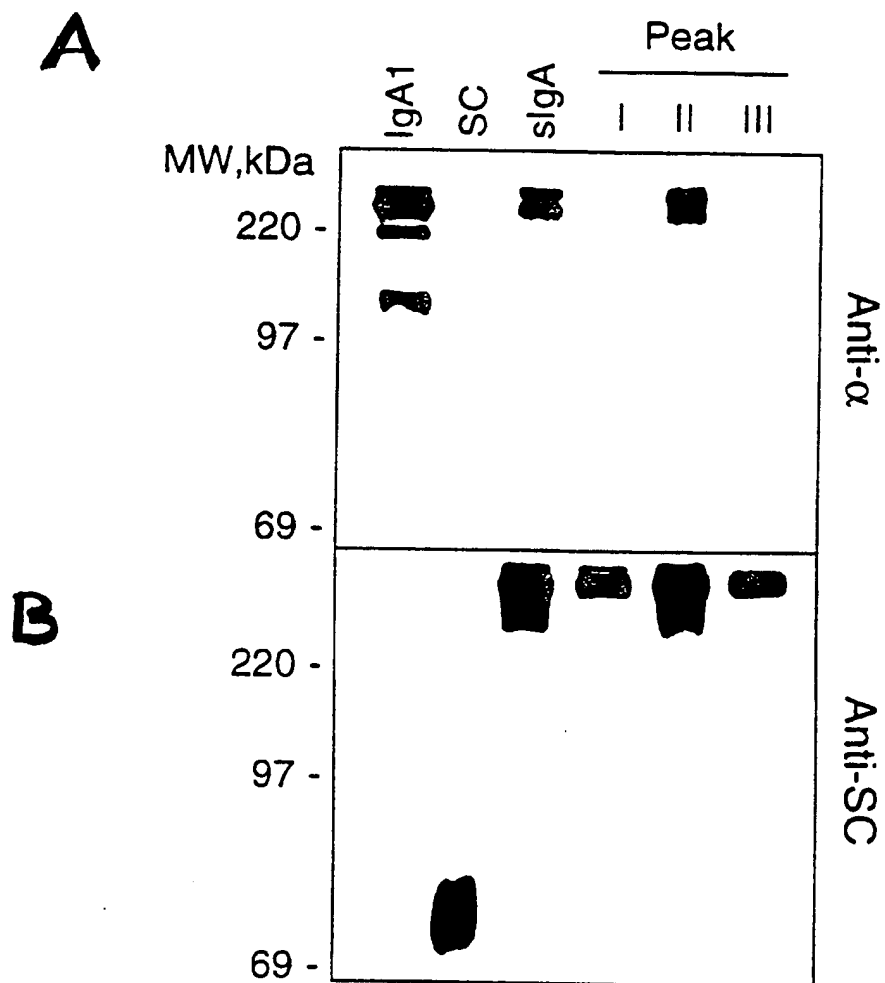 A
Peak
IgA1 SC sIgA I II III
MW,kDa
220 -
97 -
69 -
Anti-α
B
220 -
97 -
69 -
Anti-SC